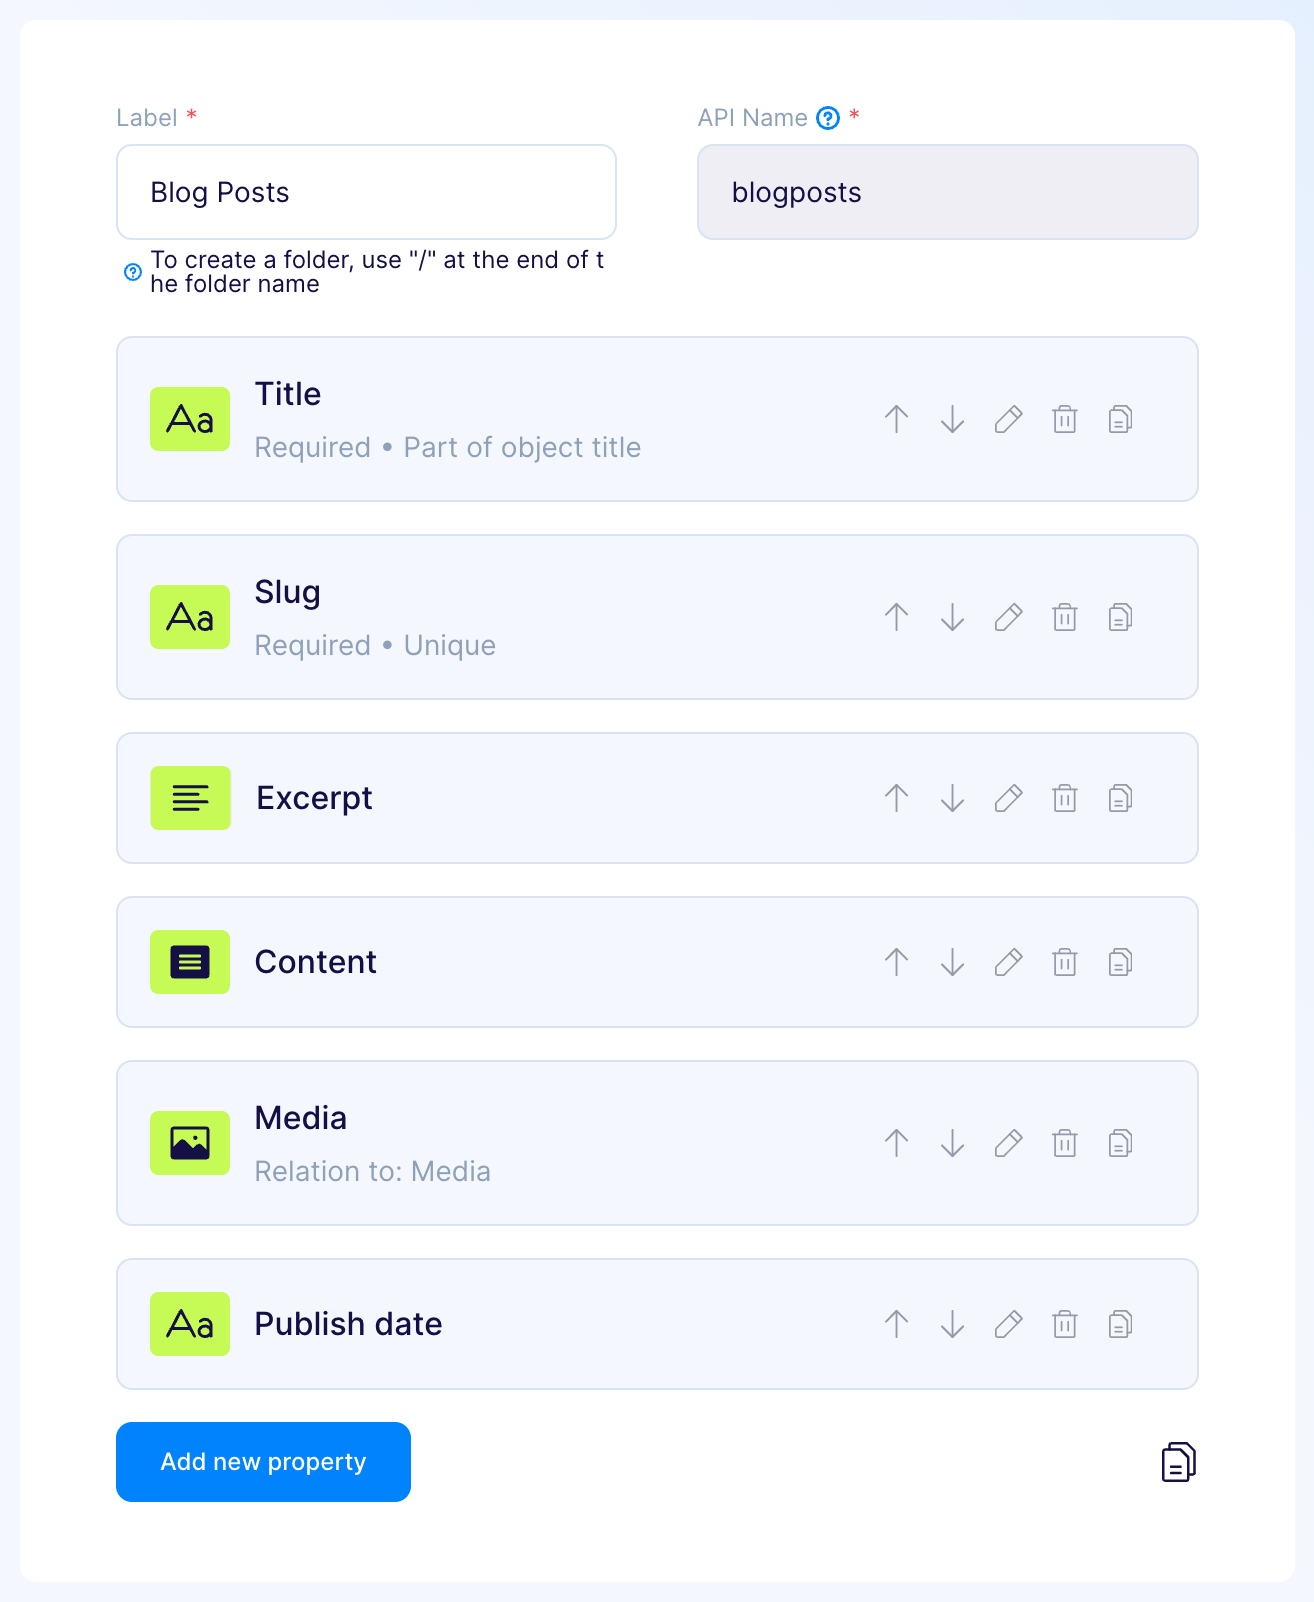 Label *
API Name *
Blog Posts
blogposts
To create a folder, use "/" at the end of t
he folder name
Aa
Title
Required • Part of object title
Aa
Slug
Required • Unique
Excerpt
Content
Media
Relation to: Media
Aa
Publish date
Add new property